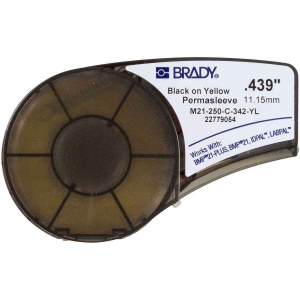 BRADY
Black on Yellow
Permasleeve
.439"
11.15mm
M21-250-C-342-YL
22779054
Works With:
BMP®21-PLUS, BMP®21, IDPAL™, LABPAL™